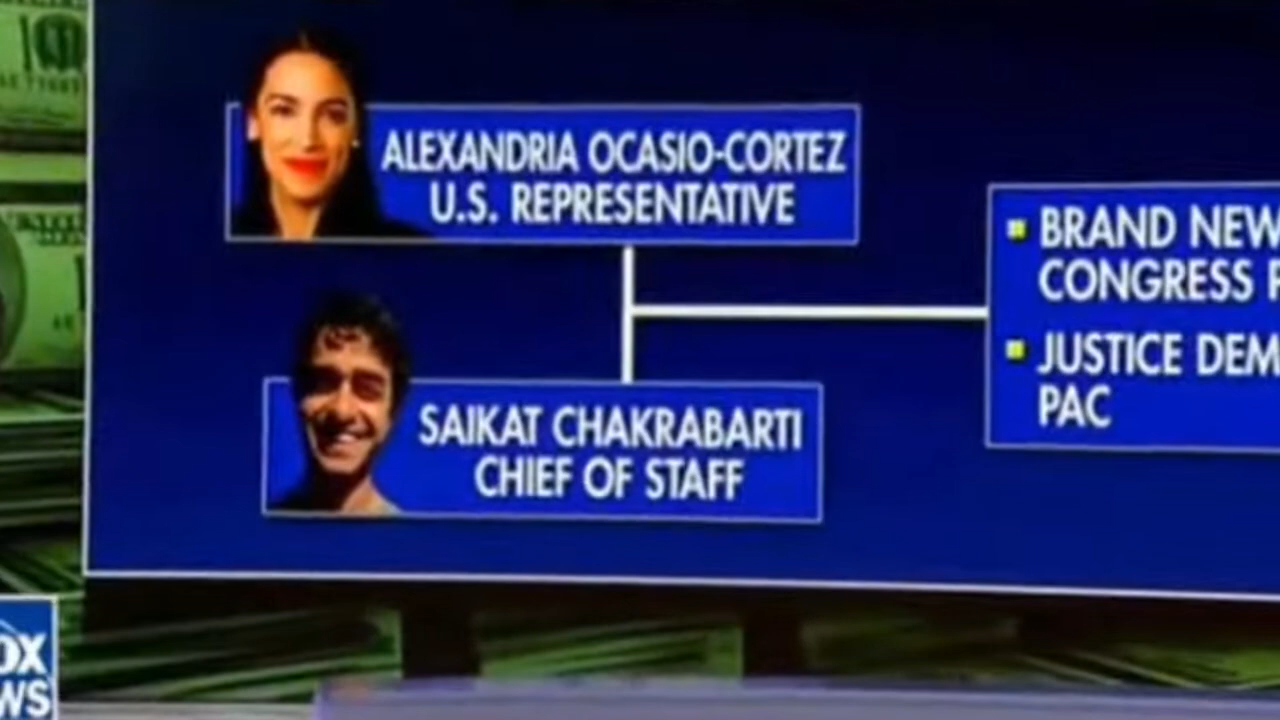 ALEXANDRIA OCASIO-CORTEZ
U.S. REPRESENTATIVE
SAIKAT CHAKRABARTI
CHIEF OF STAFF
BRAND NEW
CONGRESS P
JUSTICE DEM
PAC
OX
WS